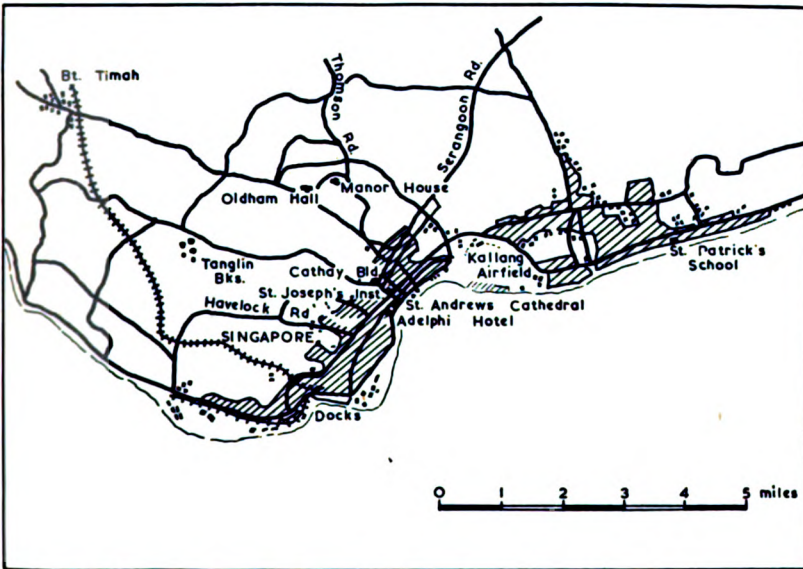 Bt. Timah
Thomson Rd.
Serangoon Rd.
Oldham Hall
Manor House
Tanglin Bks.
Cathay Bld
Kallang Airfield
St. Patrick's School
St. Joseph's Inst
Havelock Rd
St. Andrews Cathedral
Adelphi Hotel
SINGAPORE
Docks
0 1 2 3 4 5 miles